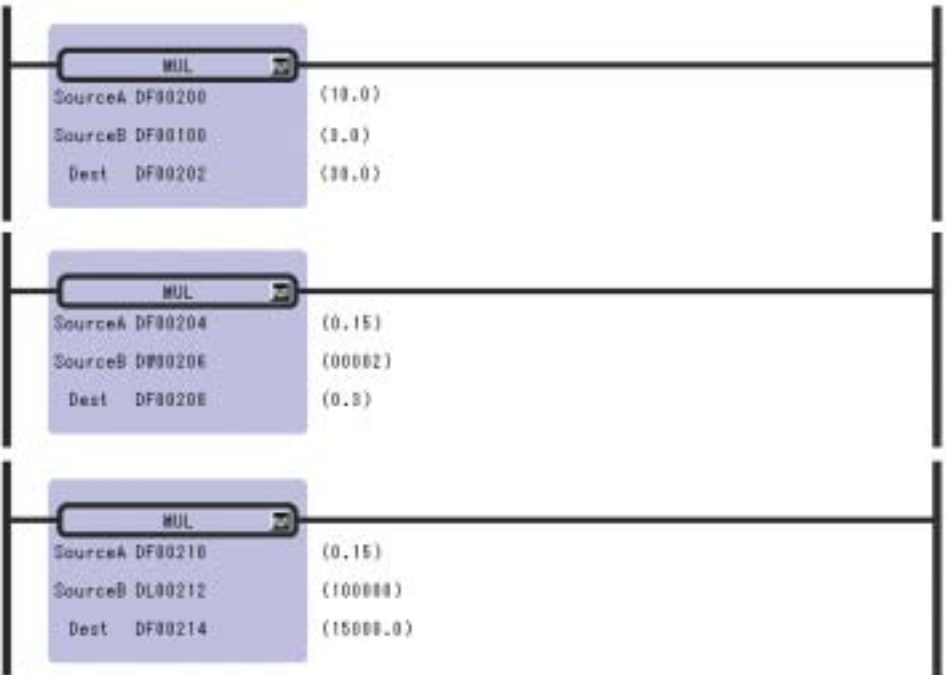 MUL
SourceA DF00200 (10.0)
SourceB DF00100 (3.0)
Dest DF00202 (30.0)
MUL
SourceA DF00204 (0.15)
SourceB DW00206 (00002)
Dest DF00208 (0.3)
MUL
SourceA DF00210 (0.15)
SourceB DL00212 (100000)
Dest DF00214 (15000.0)